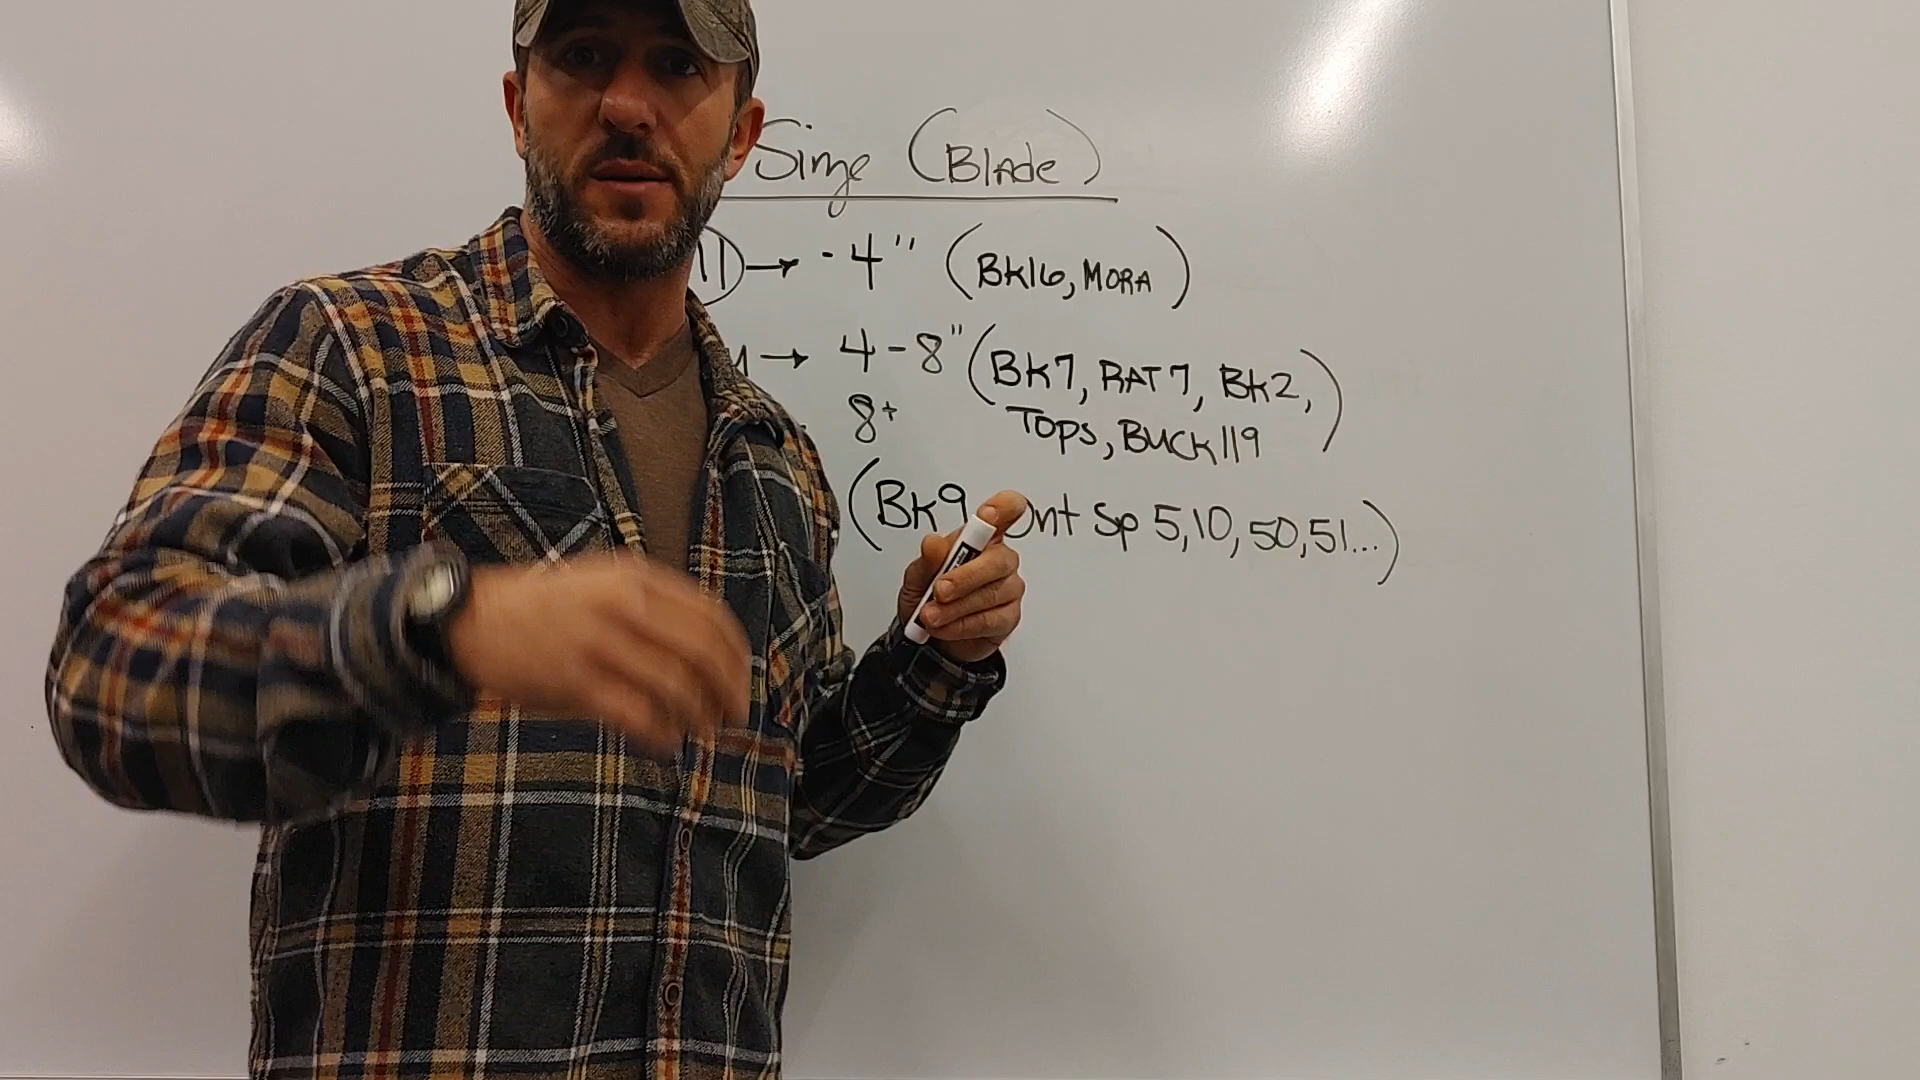 Size (Blade)
ll → - 4" (BK16, MORA)
→ 4 - 8" (BK7, RAT 7, BK2,
8+ TOPS, BUCK 119)
(BK9 Ont Sp 5,10,50,51...)